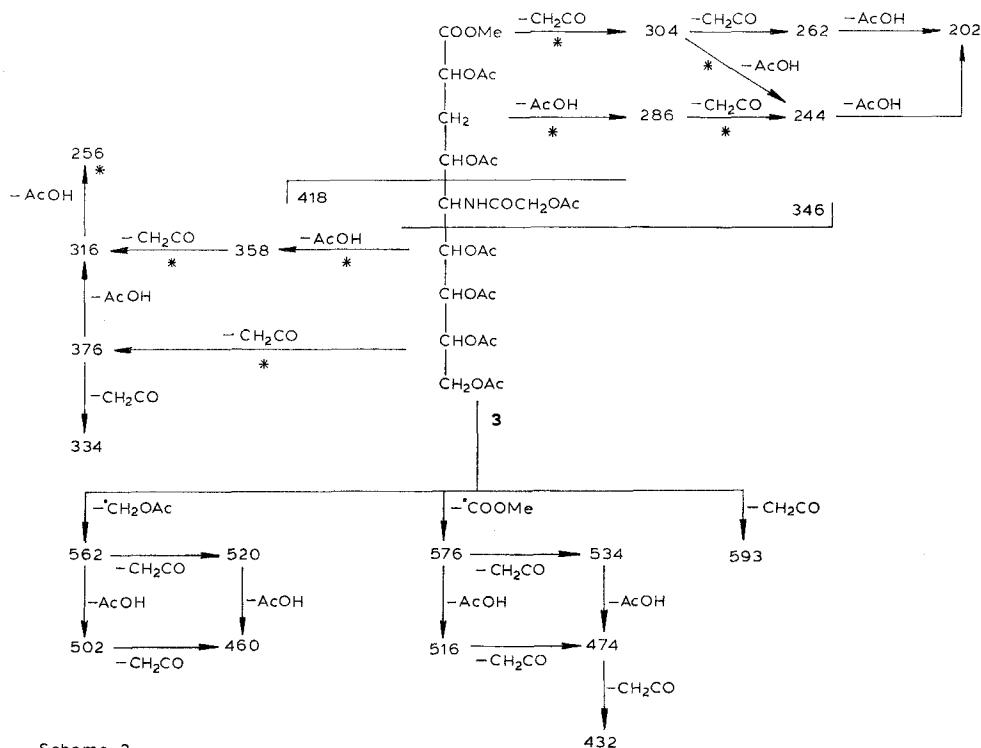 COOMe −CH₂CO * 304 −CH₂CO 262 −AcOH 202
CHOAc * −AcOH
CH₂ −AcOH * 286 −CH₂CO * 244 −AcOH
256 * CHOAc
−AcOH 418 CHNHCOCH₂OAc 346
316 −CH₂CO * 358 −AcOH * CHOAc
−AcOH CHOAc
376 −CH₂CO * CHOAc
−CH₂CO CH₂OAc
334 3
−•CH₂OAc −•COOMe −CH₂CO
562 −CH₂CO 520 576 −CH₂CO 534 593
−AcOH −AcOH −AcOH −AcOH
502 −CH₂CO 460 516 −CH₂CO 474
−CH₂CO
432